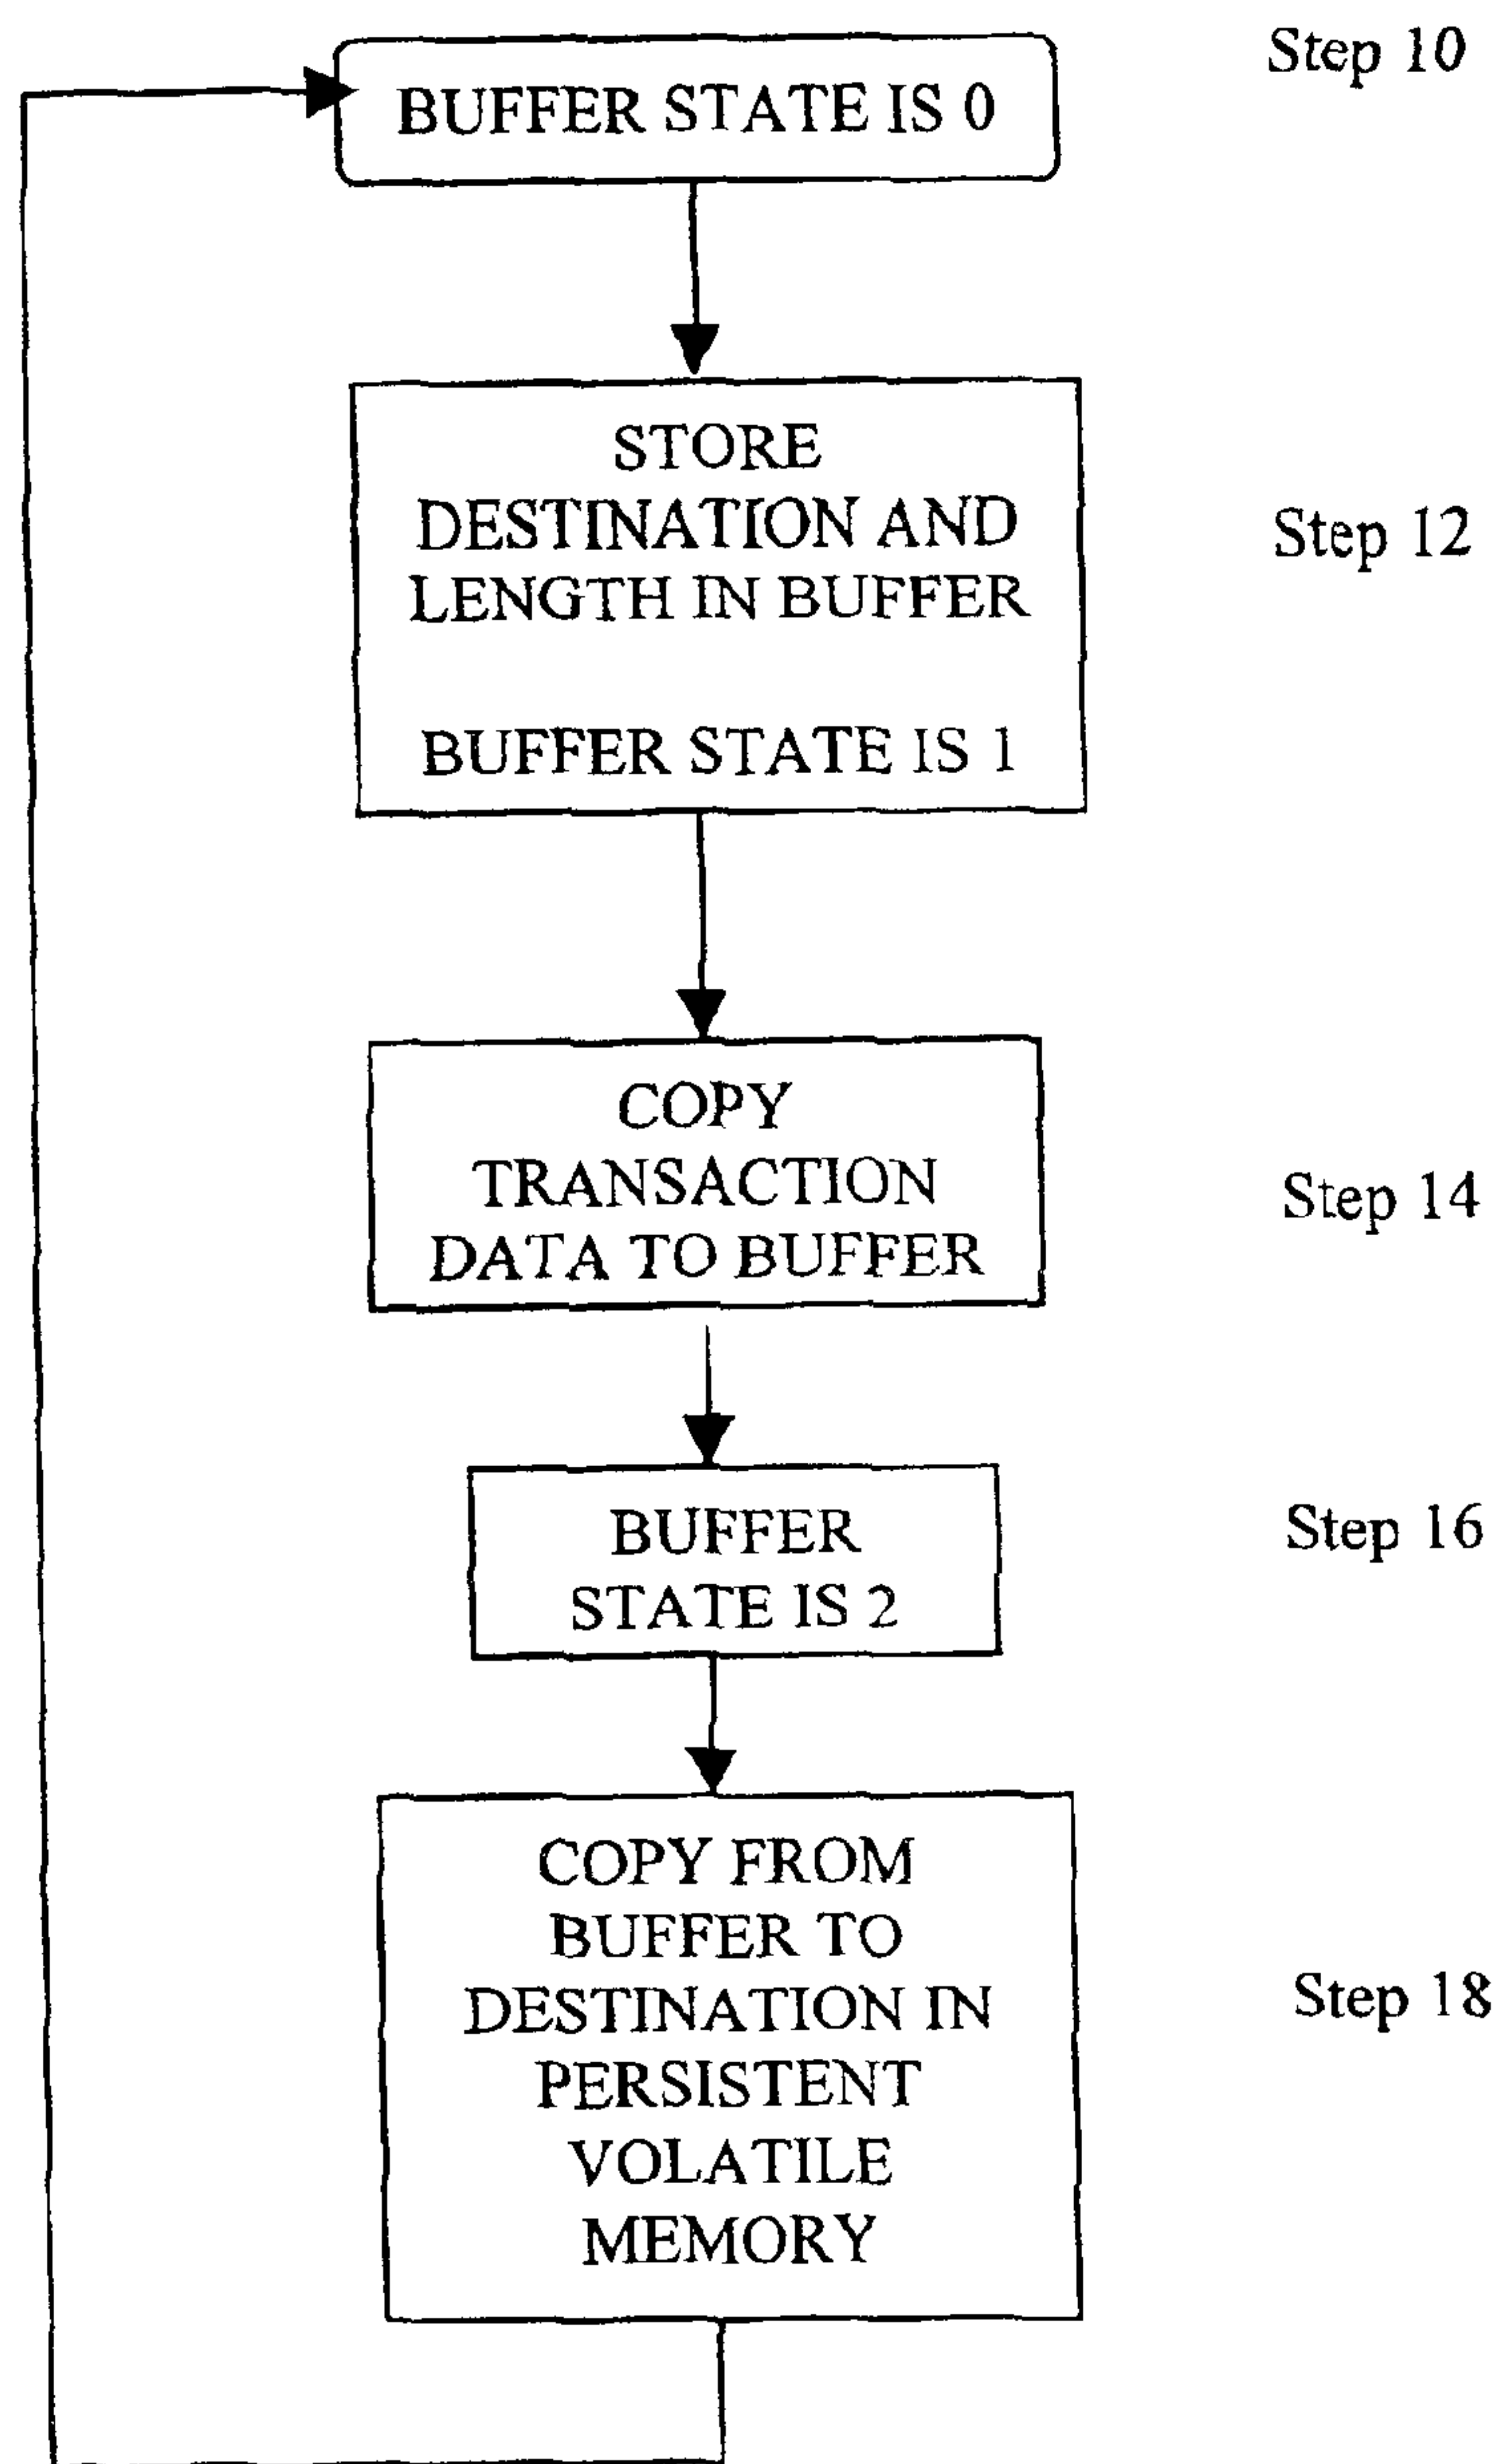 BUFFER STATE IS 0
Step 10
STORE
DESTINATION AND
LENGTH IN BUFFER
BUFFER STATE IS 1
Step 12
COPY
TRANSACTION
DATA TO BUFFER
Step 14
BUFFER
STATE IS 2
Step 16
COPY FROM
BUFFER TO
DESTINATION IN
PERSISTENT
VOLATILE
MEMORY
Step 18